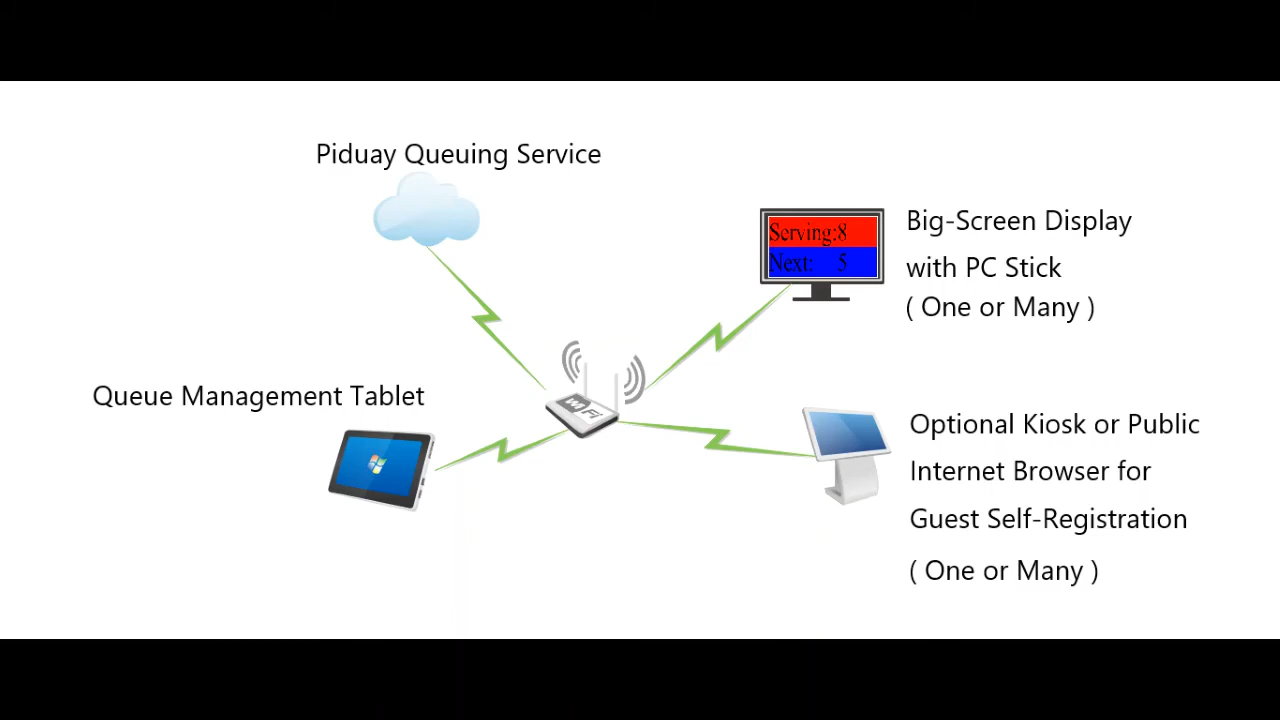 Piduay Queuing Service
Serving:8
Next: 5
Big-Screen Display
with PC Stick
( One or Many )
Queue Management Tablet
WiFi
Optional Kiosk or Public
Internet Browser for
Guest Self-Registration
( One or Many )